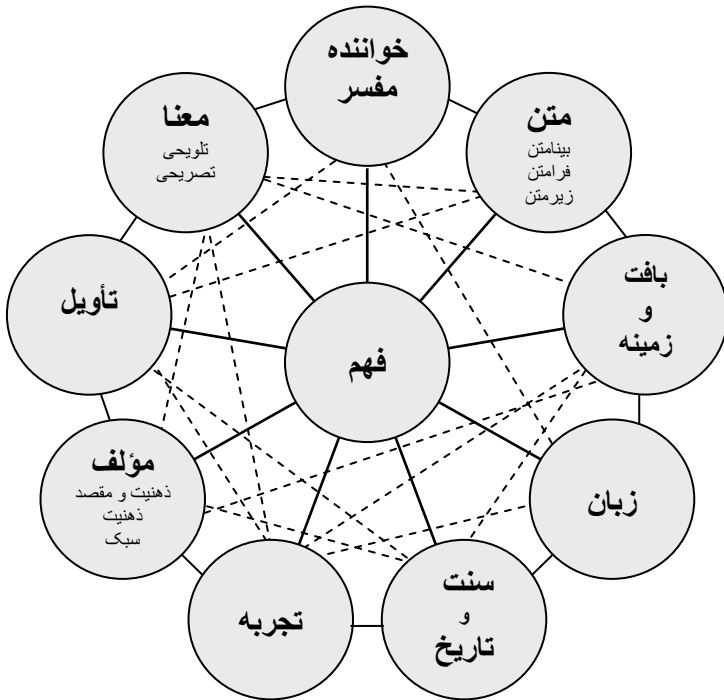 خواننده
مفسر
متن
بینامتن
فرامتن
زیرمتن
بافت
و
زمینه
زبان
سنت
و
تاریخ
تجربه
مؤلف
ذهنیت و مقصد
ذهنیت
سبک
تأویل
معنا
تلویحی
تصریحی
فهم